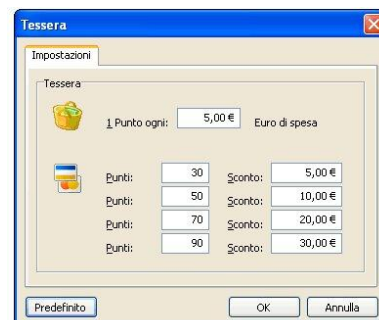 Tessera
Impostazioni
Tessera
1 Punto ogni: 5,00 € Euro di spesa
Punti: 30 Sconto: 5,00 €
Punti: 50 Sconto: 10,00 €
Punti: 70 Sconto: 20,00 €
Punti: 90 Sconto: 30,00 €
Predefinito OK Annulla